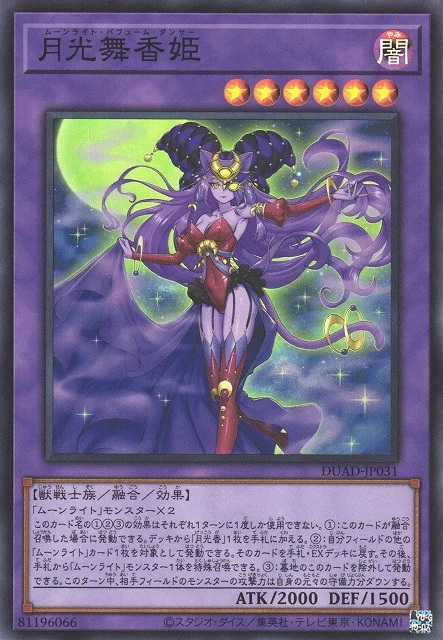 ムーンライト・パフューム・ダンサー
月光舞香姫
やみ
闇
DUAD-JP031
【獣戦士族／融合／効果】
「ムーンライト」モンスター×2
このカード名の①②③の効果はそれぞれ1ターンに1度しか使用できない。①：このカードが融合
召喚した場合に発動できる。デッキから「月光香」1枚を手札に加える。②：自分フィールドの他の
「ムーンライト」カード1枚を対象として発動できる。そのカードを手札・EXデッキに戻す。その後、
手札から「ムーンライト」モンスター1体を特殊召喚できる。③：墓地のこのカードを除外して発動
できる。このターン中、相手フィールドのモンスターの攻撃力は自身の元々の守備力分ダウンする。
ATK/2000 DEF/1500
81196066
©スタジオ・ダイス／集英社・テレビ東京・KONAMI